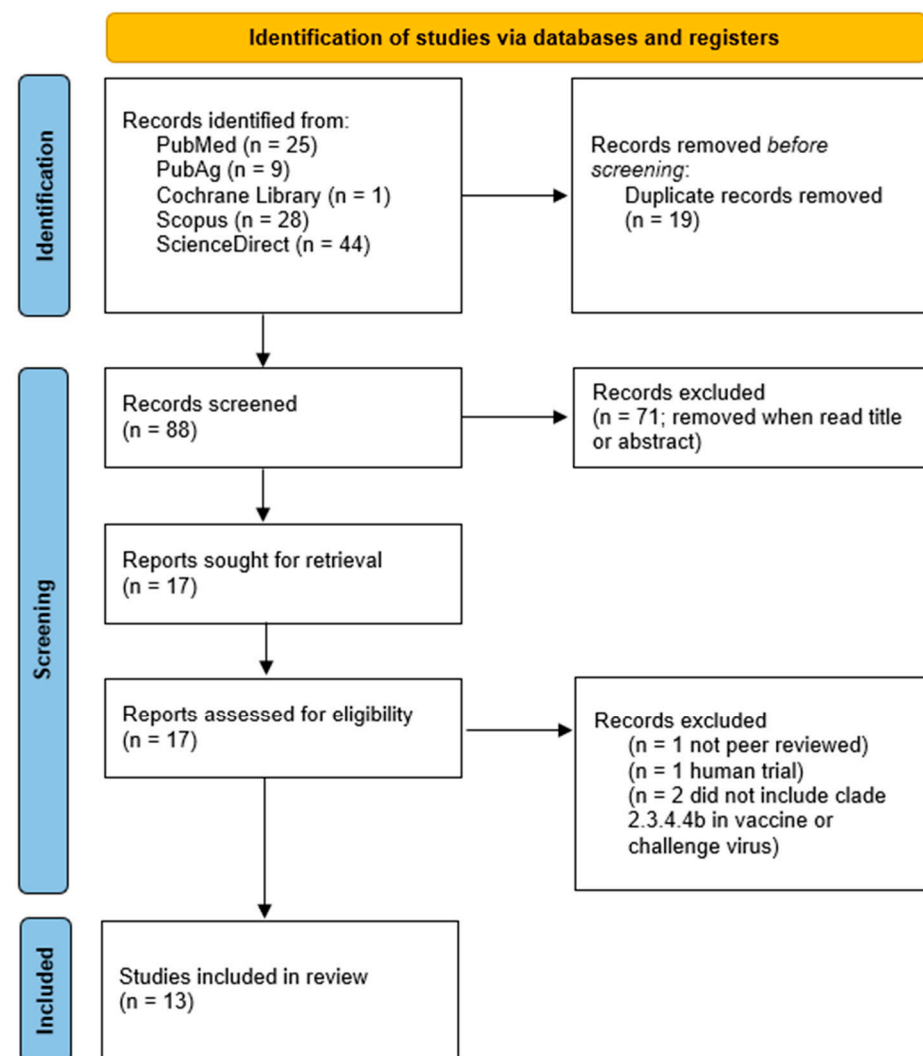 Identification of studies via databases and registers
Identification
Records identified from:
PubMed (n = 25)
PubAg (n = 9)
Cochrane Library (n = 1)
Scopus (n = 28)
ScienceDirect (n = 44)
Records removed before
screening:
Duplicate records removed
(n = 19)
Screening
Records screened
(n = 88)
Records excluded
(n = 71; removed when read title
or abstract)
Reports sought for retrieval
(n = 17)
Reports assessed for eligibility
(n = 17)
Records excluded
(n = 1 not peer reviewed)
(n = 1 human trial)
(n = 2 did not include clade
2.3.4.4b in vaccine or
challenge virus)
Included
Studies included in review
(n = 13)